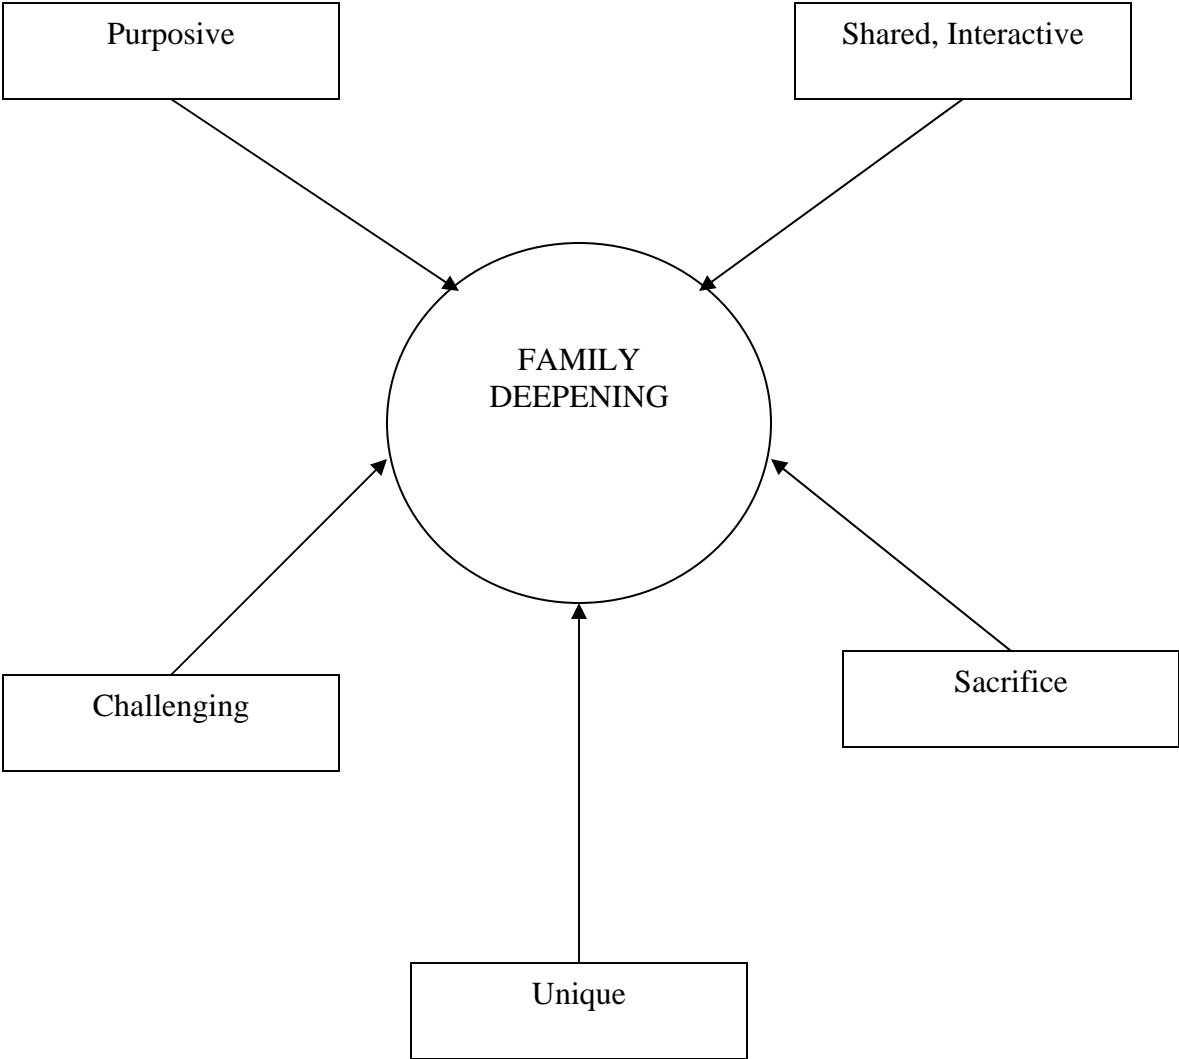 Purposive
Shared, Interactive
FAMILY
DEEPENING
Challenging
Sacrifice
Unique